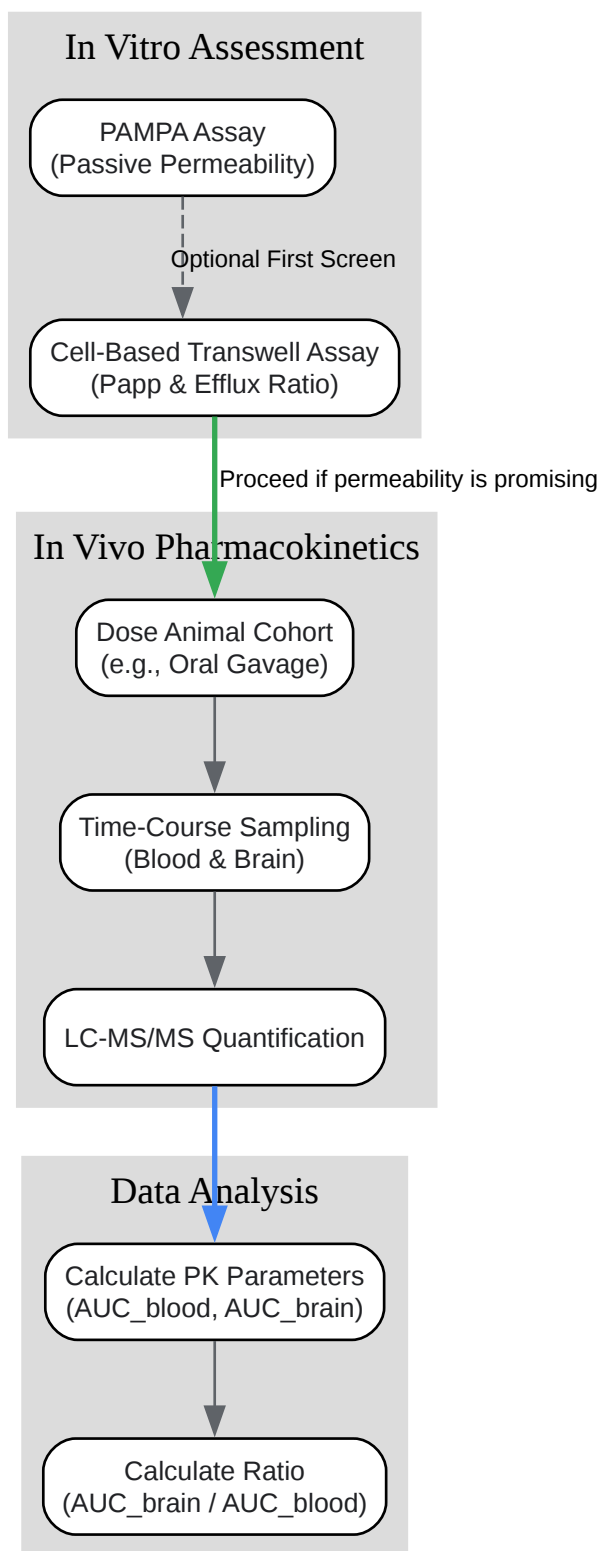 In Vitro Assessment
PAMPA Assay
(Passive Permeability)
Optional First Screen
Cell-Based Transwell Assay
(Papp & Efflux Ratio)
Proceed if permeability is promising
In Vivo Pharmacokinetics
Dose Animal Cohort
(e.g., Oral Gavage)
Time-Course Sampling
(Blood & Brain)
LC-MS/MS Quantification
Data Analysis
Calculate PK Parameters
(AUC_blood, AUC_brain)
Calculate Ratio
(AUC_brain / AUC_blood)